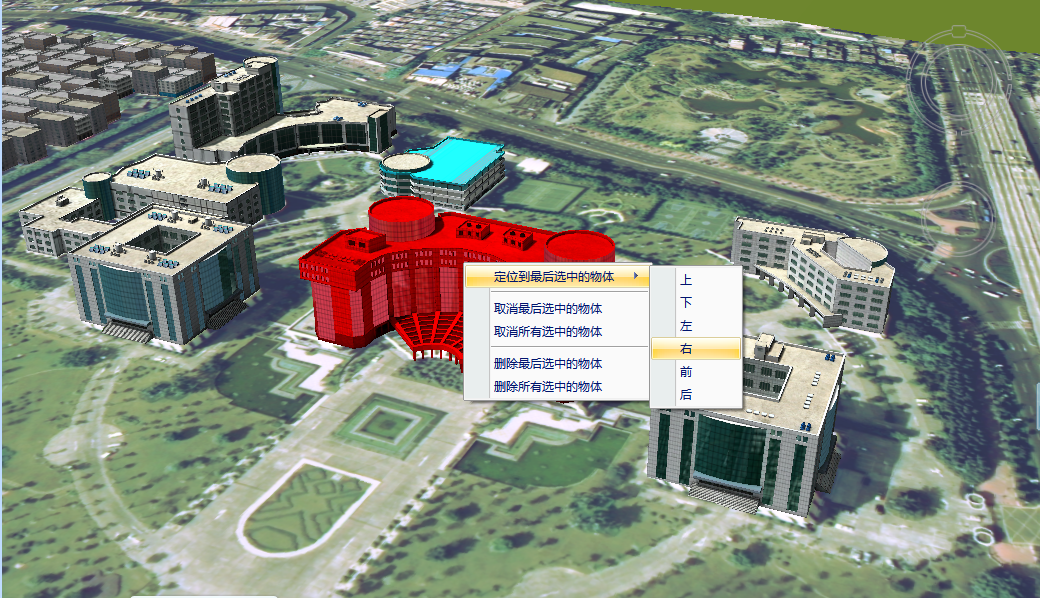 定位到最后选中的物体
取消最后选中的物体
取消所有选中的物体
删除最后选中的物体
删除所有选中的物体
上
下
左
右
前
后